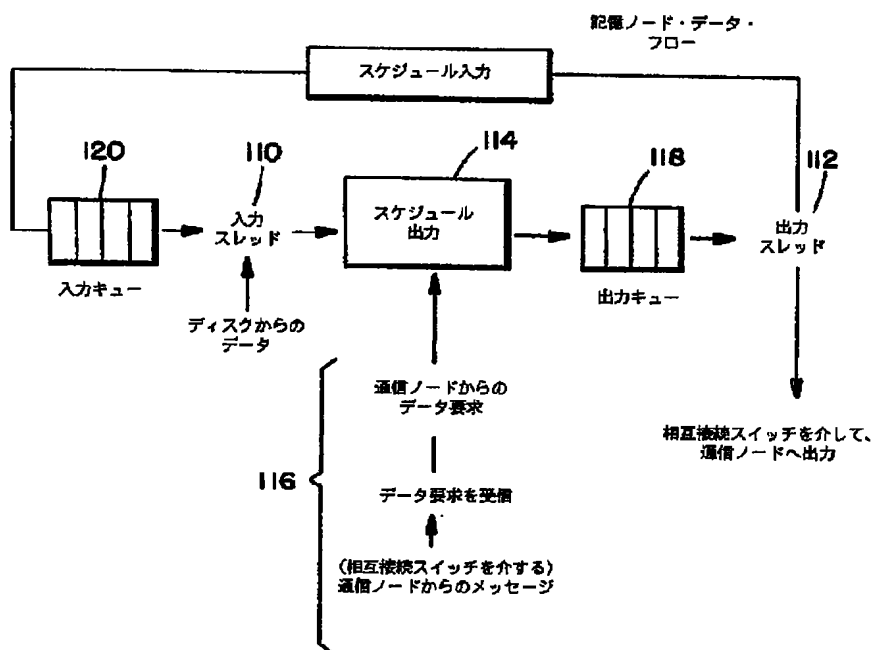 記憶ノード・データ・
フロー
スケジュール入力
120
110
114
118
112
入力
スレッド
スケジュール
出力
出力
スレッド
入力キュー
出力キュー
ディスクからの
データ
通信ノードからの
データ要求
相互接続スイッチを介して、
通信ノードへ出力
116
データ要求を受信
(相互接続スイッチを介する)
通信ノードからのメッセージ